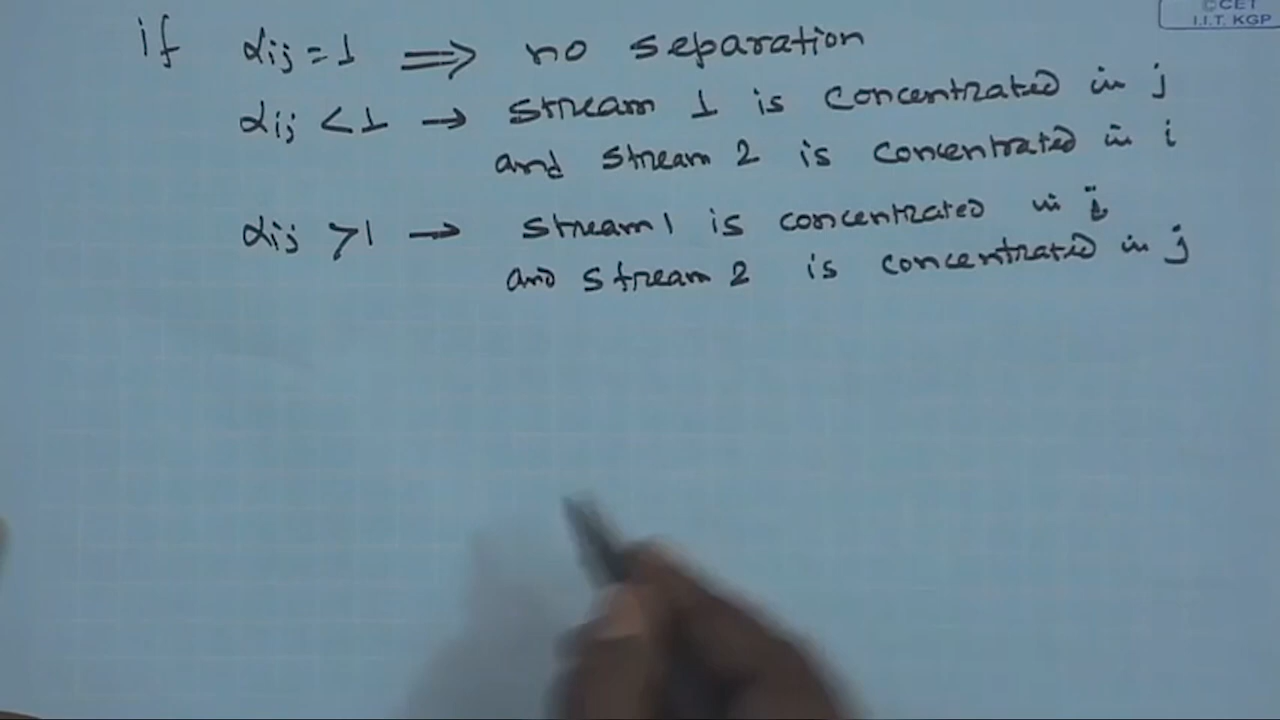 ©CET
I.I.T. KGP
if αij = 1 ⟹ no separation
αij < 1 → stream 1 is concentrated in j
and stream 2 is concentrated in i
αij > 1 → stream 1 is concentrated in i
and stream 2 is concentrated in j